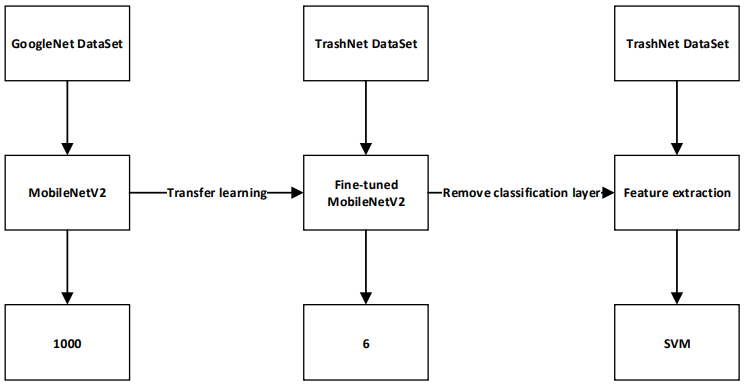 GoogleNet DataSet
TrashNet DataSet
TrashNet DataSet
MobileNetV2
Transfer learning
Fine-tuned
MobileNetV2
Remove classification layer
Feature extraction
1000
6
SVM